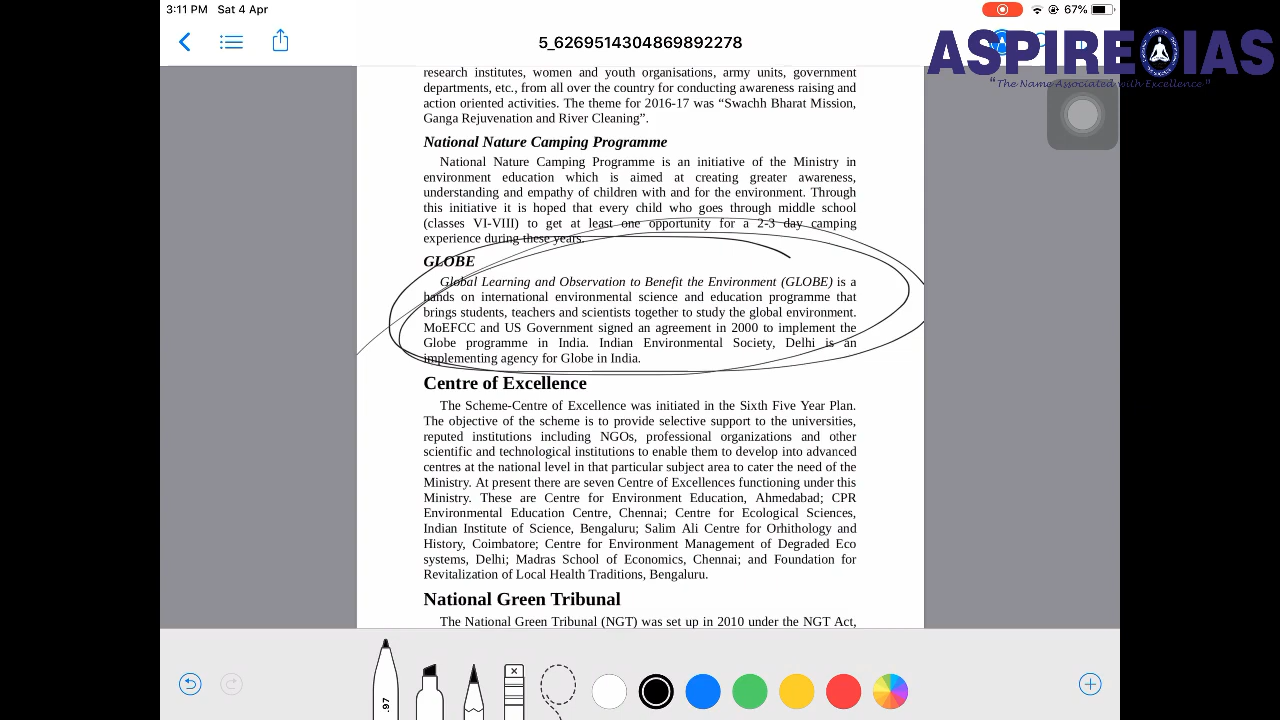 3:11 PM Sat 4 Apr
67%
5_6269514304869892278
ASPIRE IAS
"The Name Associated with Excellence"
research institutes, women and youth organisations, army units, government
departments, etc., from all over the country for conducting awareness raising and
action oriented activities. The theme for 2016-17 was “Swachh Bharat Mission,
Ganga Rejuvenation and River Cleaning”.
National Nature Camping Programme
National Nature Camping Programme is an initiative of the Ministry in
environment education which is aimed at creating greater awareness,
understanding and empathy of children with and for the environment. Through
this initiative it is hoped that every child who goes through middle school
(classes VI-VIII) to get at least one opportunity for a 2-3 day camping
experience during these years.
GLOBE
Global Learning and Observation to Benefit the Environment (GLOBE) is a
hands on international environmental science and education programme that
brings students, teachers and scientists together to study the global environment.
MoEFCC and US Government signed an agreement in 2000 to implement the
Globe programme in India. Indian Environmental Society, Delhi is an
implementing agency for Globe in India.
Centre of Excellence
The Scheme-Centre of Excellence was initiated in the Sixth Five Year Plan.
The objective of the scheme is to provide selective support to the universities,
reputed institutions including NGOs, professional organizations and other
scientific and technological institutions to enable them to develop into advanced
centres at the national level in that particular subject area to cater the need of the
Ministry. At present there are seven Centre of Excellences functioning under this
Ministry. These are Centre for Environment Education, Ahmedabad; CPR
Environmental Education Centre, Chennai; Centre for Ecological Sciences,
Indian Institute of Science, Bengaluru; Salim Ali Centre for Orhithology and
History, Coimbatore; Centre for Environment Management of Degraded Eco
systems, Delhi; Madras School of Economics, Chennai; and Foundation for
Revitalization of Local Health Traditions, Bengaluru.
National Green Tribunal
The National Green Tribunal (NGT) was set up in 2010 under the NGT Act,
.97